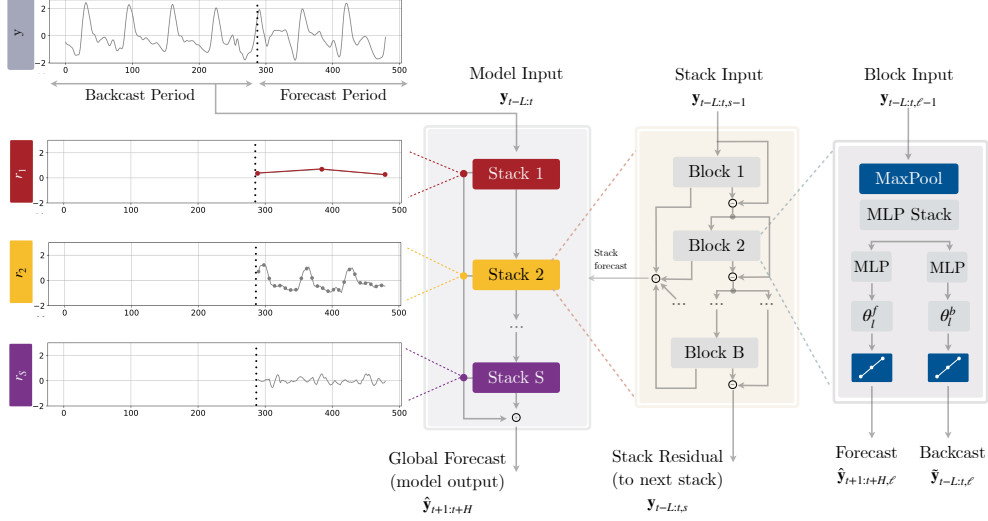 y
2
0
−2
0
100
200
300
400
500
Backcast Period
Forecast Period
Model Input
y_{t−L:t}
Stack Input
y_{t−L:t,s−1}
Block Input
y_{t−L:t,ℓ−1}
r_1
2
0
−2
0
100
200
300
400
500
r_2
2
0
−2
0
100
200
300
400
500
r_S
2
0
−2
0
100
200
300
400
500
Stack 1
Stack 2
...
Stack S
Global Forecast
(model output)
ŷ_{t+1:t+H}
Block 1
Block 2
Stack
forecast
... ... ...
Block B
Stack Residual
(to next stack)
y_{t−L:t,s}
MaxPool
MLP Stack
MLP MLP
θ_l^f θ_l^b
Forecast
ŷ_{t+1:t+H,ℓ}
Backcast
ỹ_{t−L:t,ℓ}